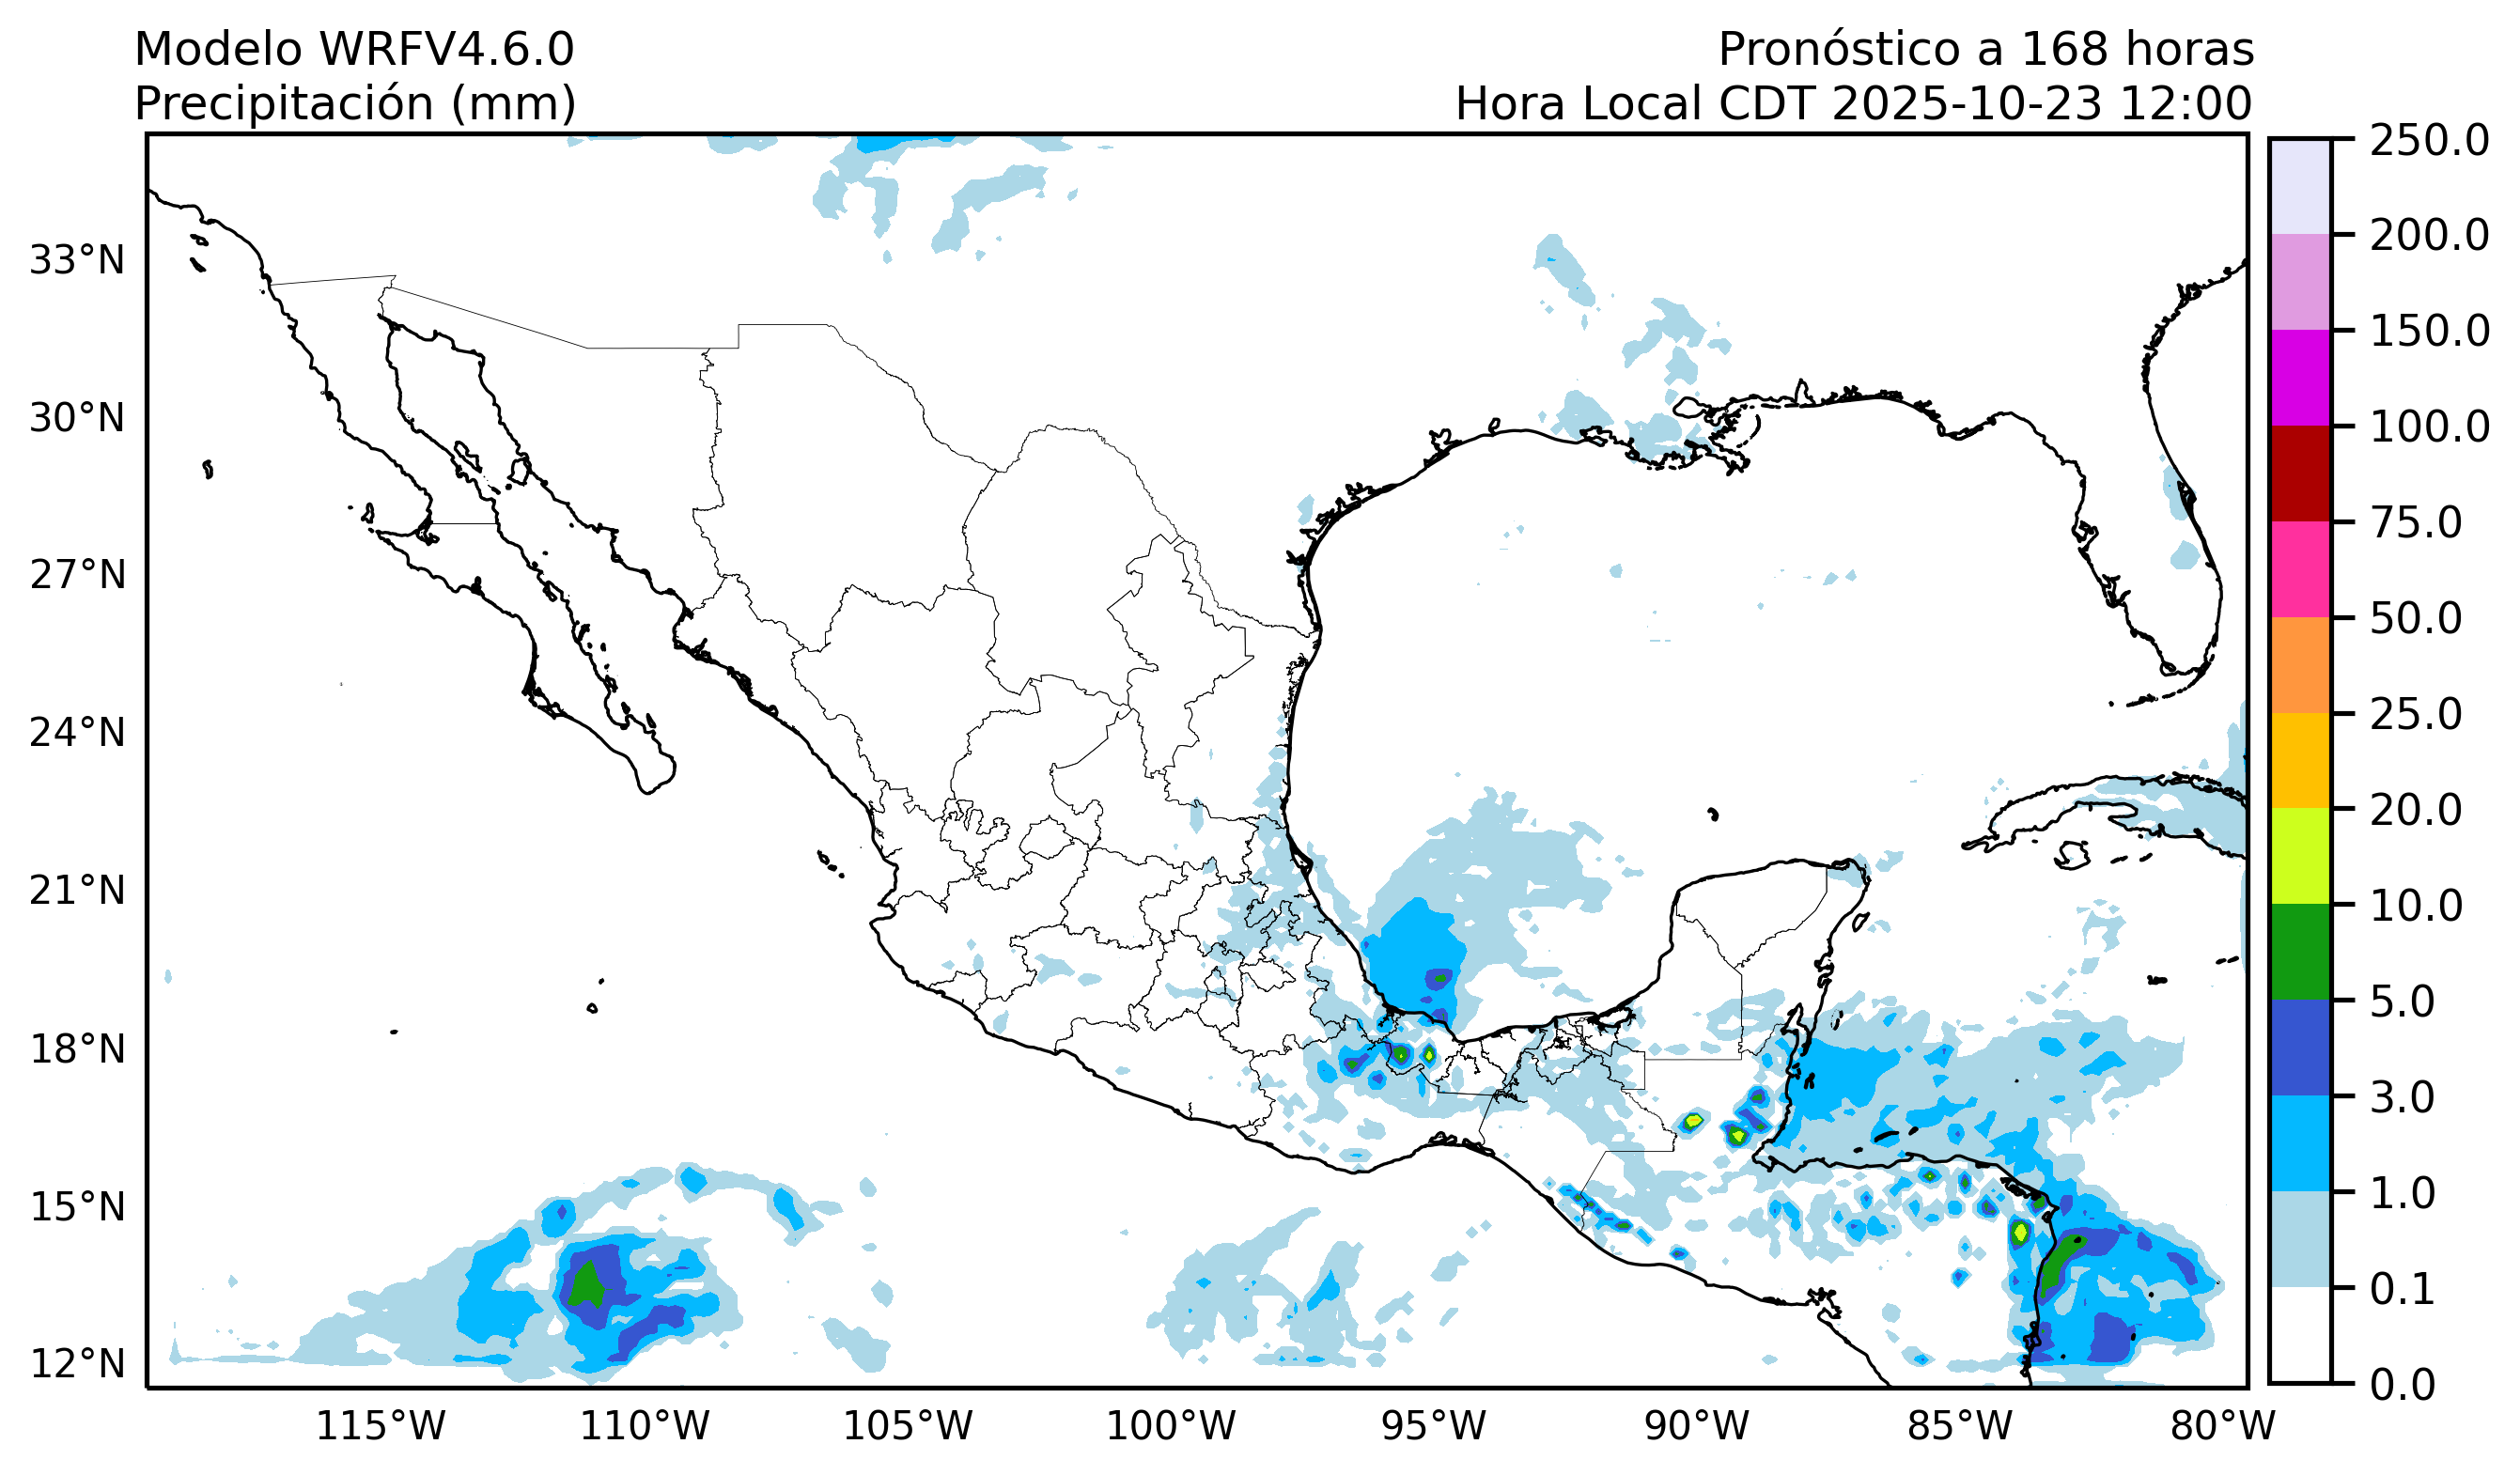 Modelo WRFV4.6.0
Precipitación (mm)
Pronóstico a 168 horas
Hora Local CDT 2025-10-23 12:00
33°N
30°N
27°N
24°N
21°N
18°N
15°N
12°N
115°W
110°W
105°W
100°W
95°W
90°W
85°W
80°W
250.0
200.0
150.0
100.0
75.0
50.0
25.0
20.0
10.0
5.0
3.0
1.0
0.1
0.0